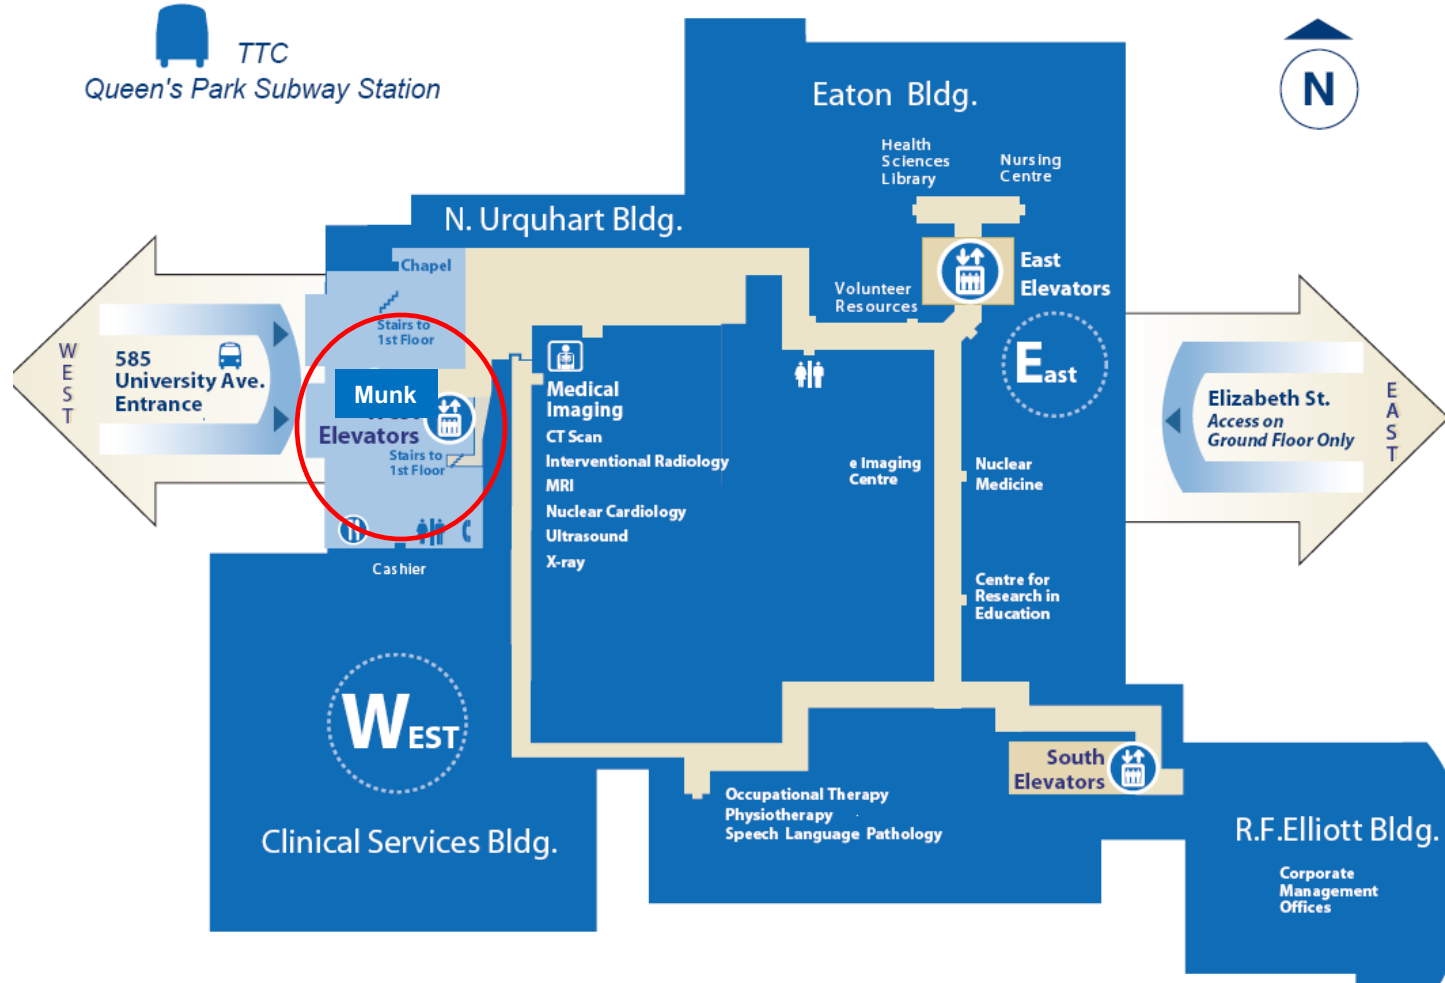 TTC
Queen's Park Subway Station
N
Eaton Bldg.
Health
Sciences
Library
Nursing
Centre
N. Urquhart Bldg.
Chapel
Stairs to
1st Floor
East
Elevators
Volunteer
Resources
WEST
585
University Ave.
Entrance
Munk
Elevators
Stairs to
1st Floor
Medical
Imaging
CT Scan
Interventional Radiology
MRI
Nuclear Cardiology
Ultrasound
X-ray
East
Elizabeth St.
Access on
Ground Floor Only
EAST
e Imaging
Centre
Nuclear
Medicine
Cashier
Centre for
Research in
Education
WEST
Clinical Services Bldg.
South
Elevators
Occupational Therapy
Physiotherapy
Speech Language Pathology
R.F.Elliott Bldg.
Corporate
Management
Offices